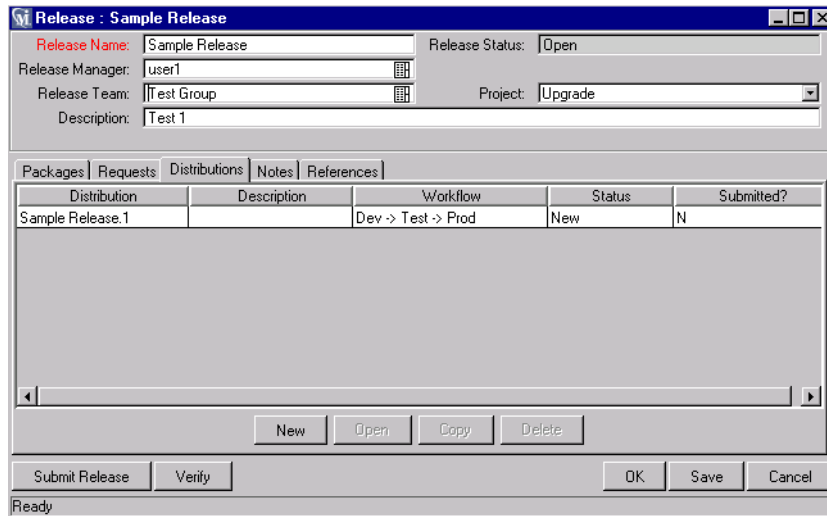 Release : Sample Release
Release Name: Sample Release Release Status: Open
Release Manager: user1
Release Team: Test Group Project: Upgrade
Description: Test 1
Packages Requests Distributions Notes References
Distribution Description Workflow Status Submitted?
Sample Release.1 Dev -> Test -> Prod New N
New Open Copy Delete
Submit Release Verify OK Save Cancel
Ready